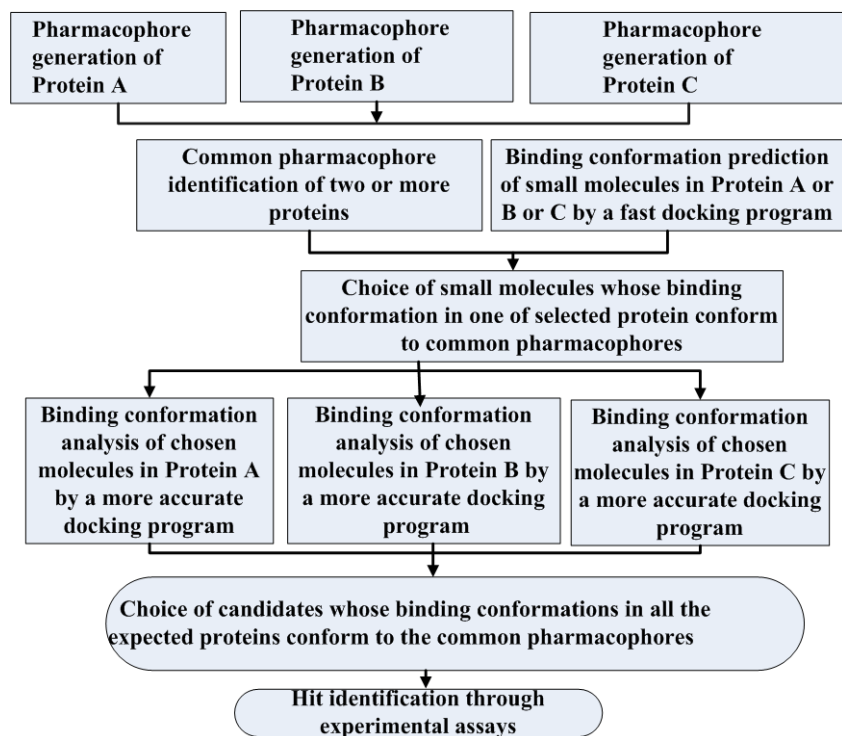 Pharmacophore
generation of
Protein A
Pharmacophore
generation of
Protein B
Pharmacophore
generation of
Protein C
Common pharmacophore
identification of two or more
proteins
Binding conformation prediction
of small molecules in Protein A or
B or C by a fast docking program
Choice of small molecules whose binding
conformation in one of selected protein conform
to common pharmacophores
Binding conformation
analysis of chosen
molecules in Protein A
by a more accurate
docking program
Binding conformation
analysis of chosen
molecules in Protein B by
a more accurate docking
program
Binding conformation
analysis of chosen
molecules in Protein C by
a more accurate docking
program
Choice of candidates whose binding conformations in all the
expected proteins conform to the common pharmacophores
Hit identification through
experimental assays